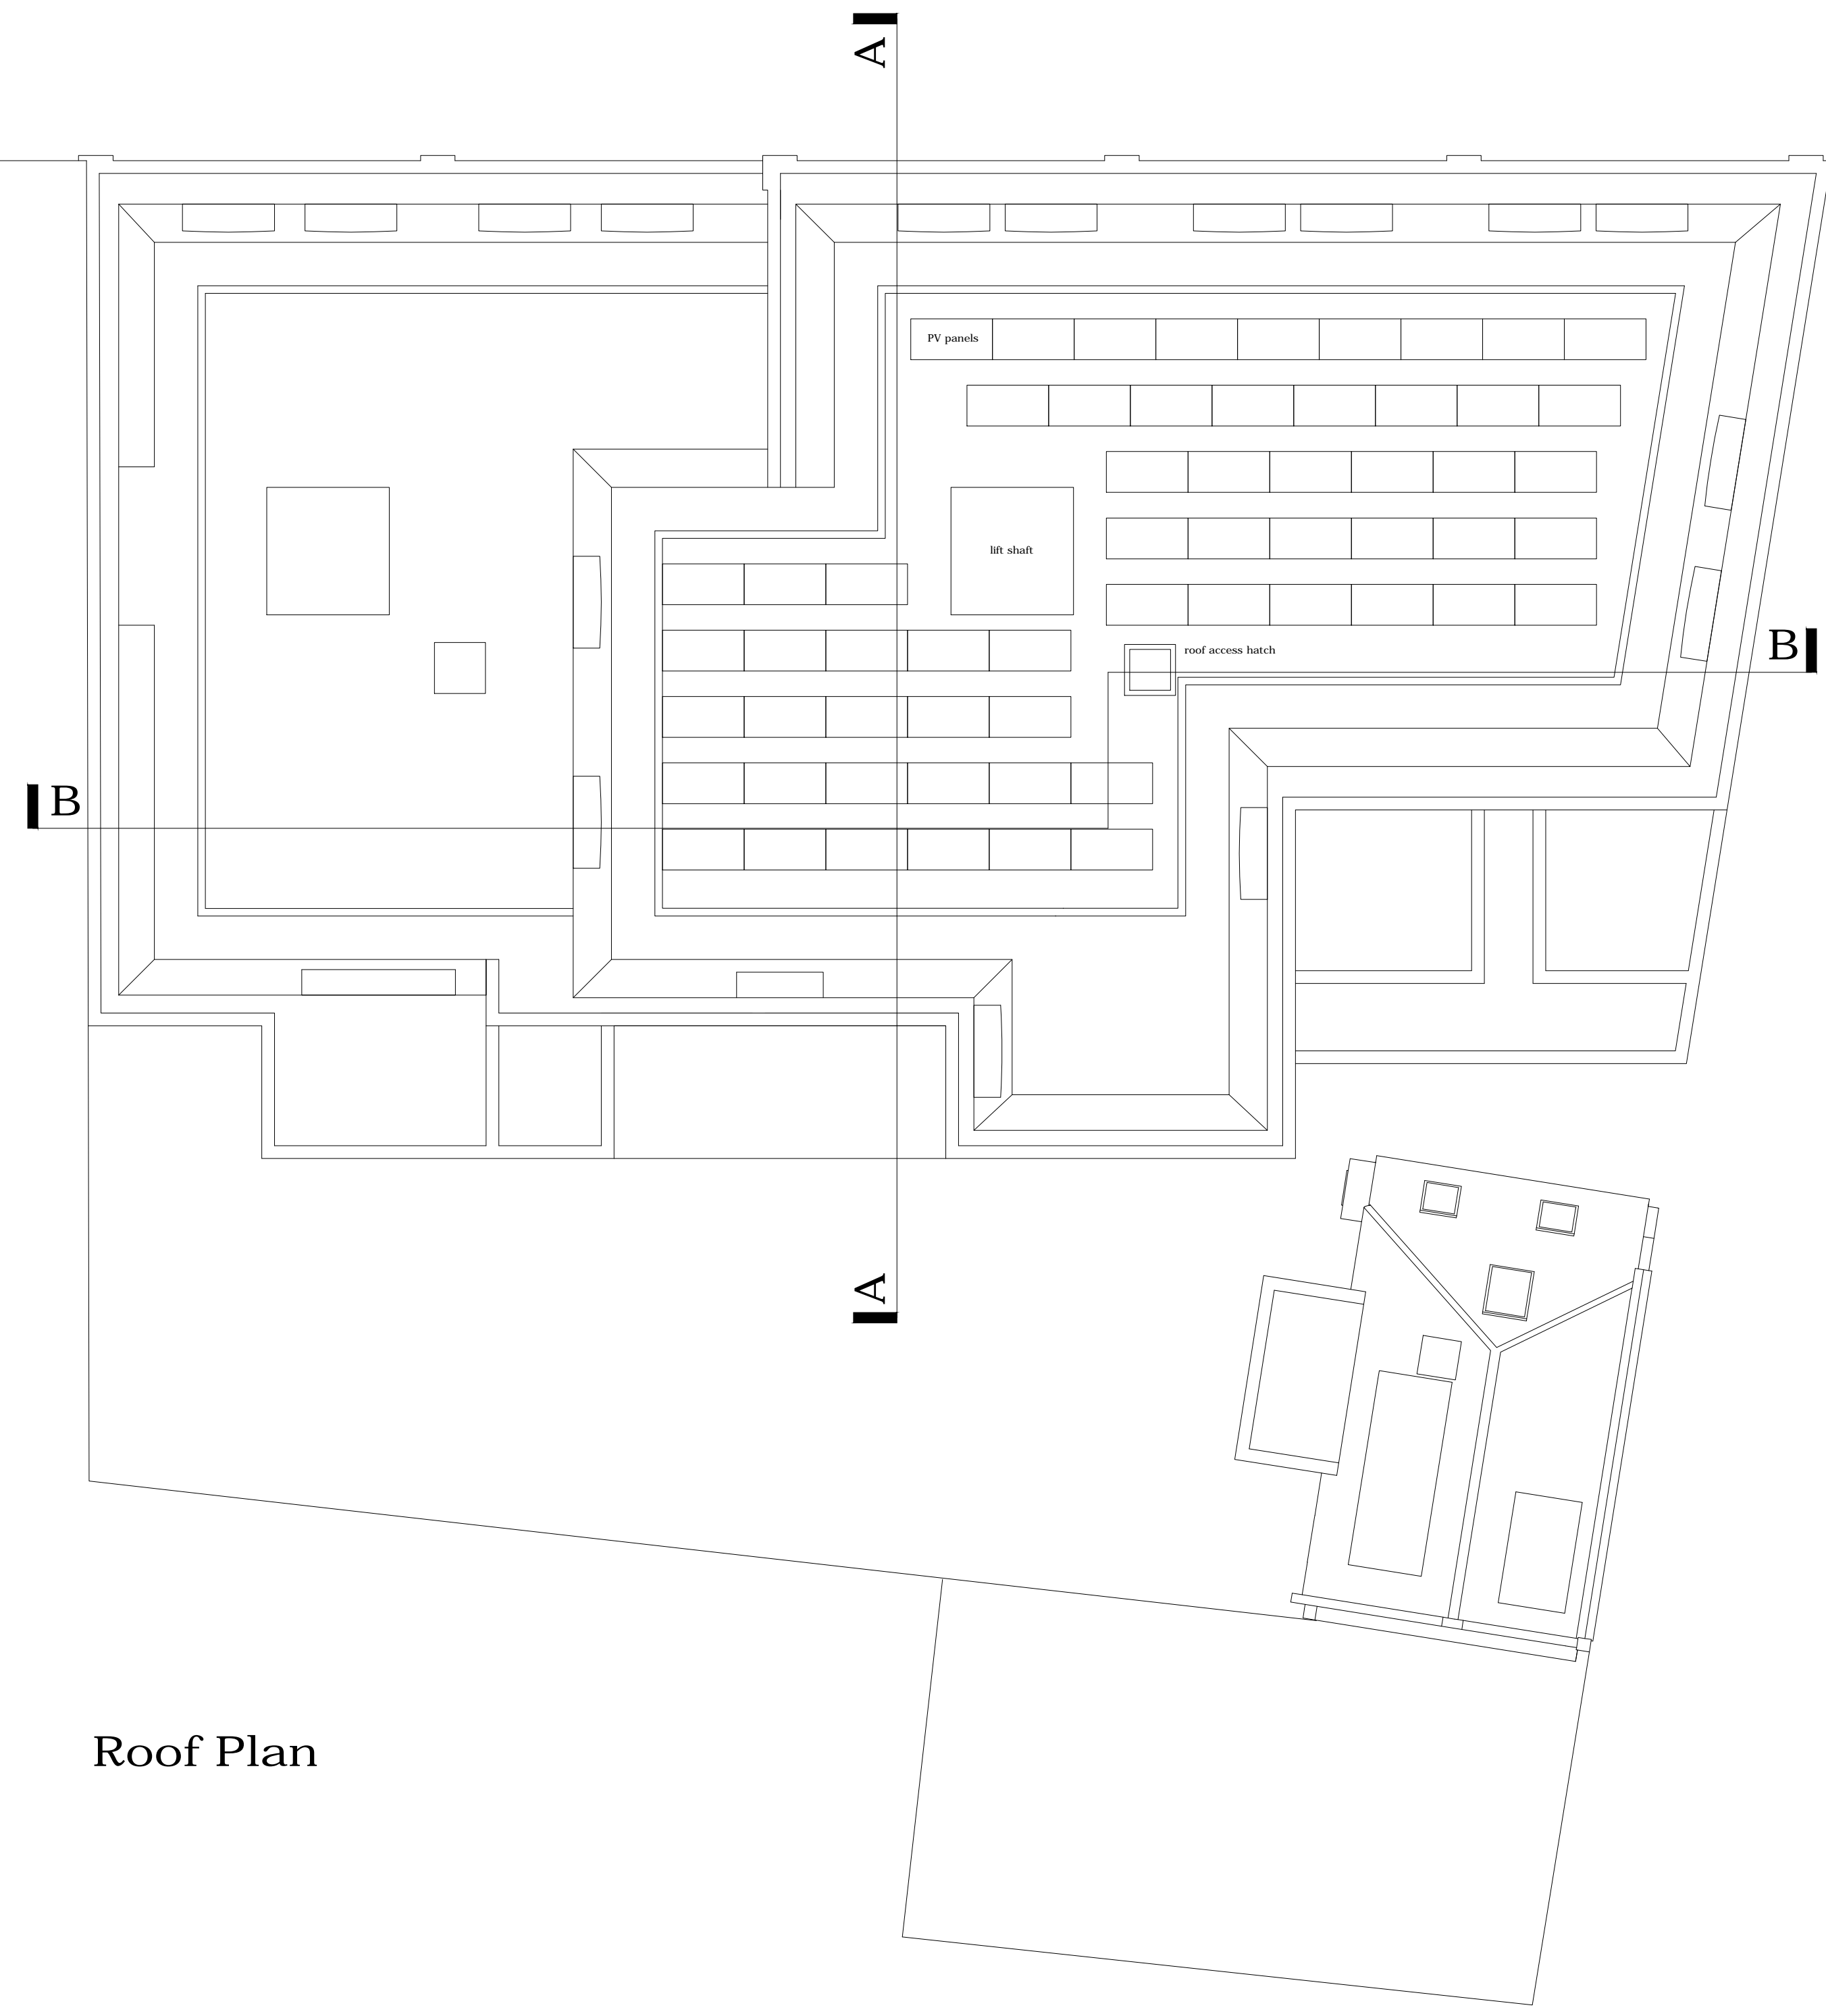 A
PV panels
lift shaft
roof access hatch
B
B
A
Roof Plan